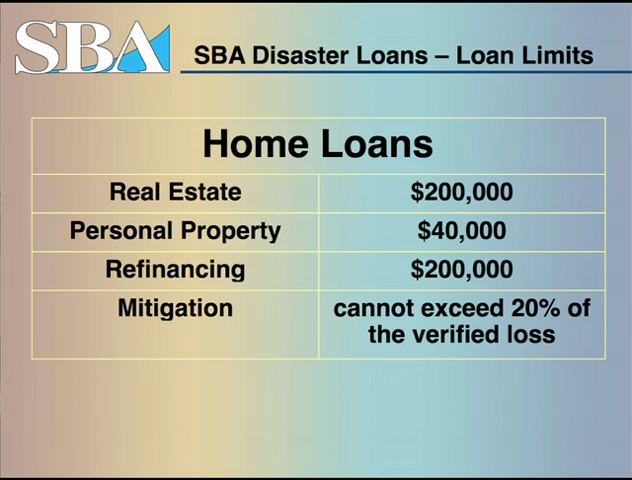 SBA
SBA Disaster Loans – Loan Limits
Home Loans
Real Estate $200,000
Personal Property $40,000
Refinancing $200,000
Mitigation cannot exceed 20% of
the verified loss